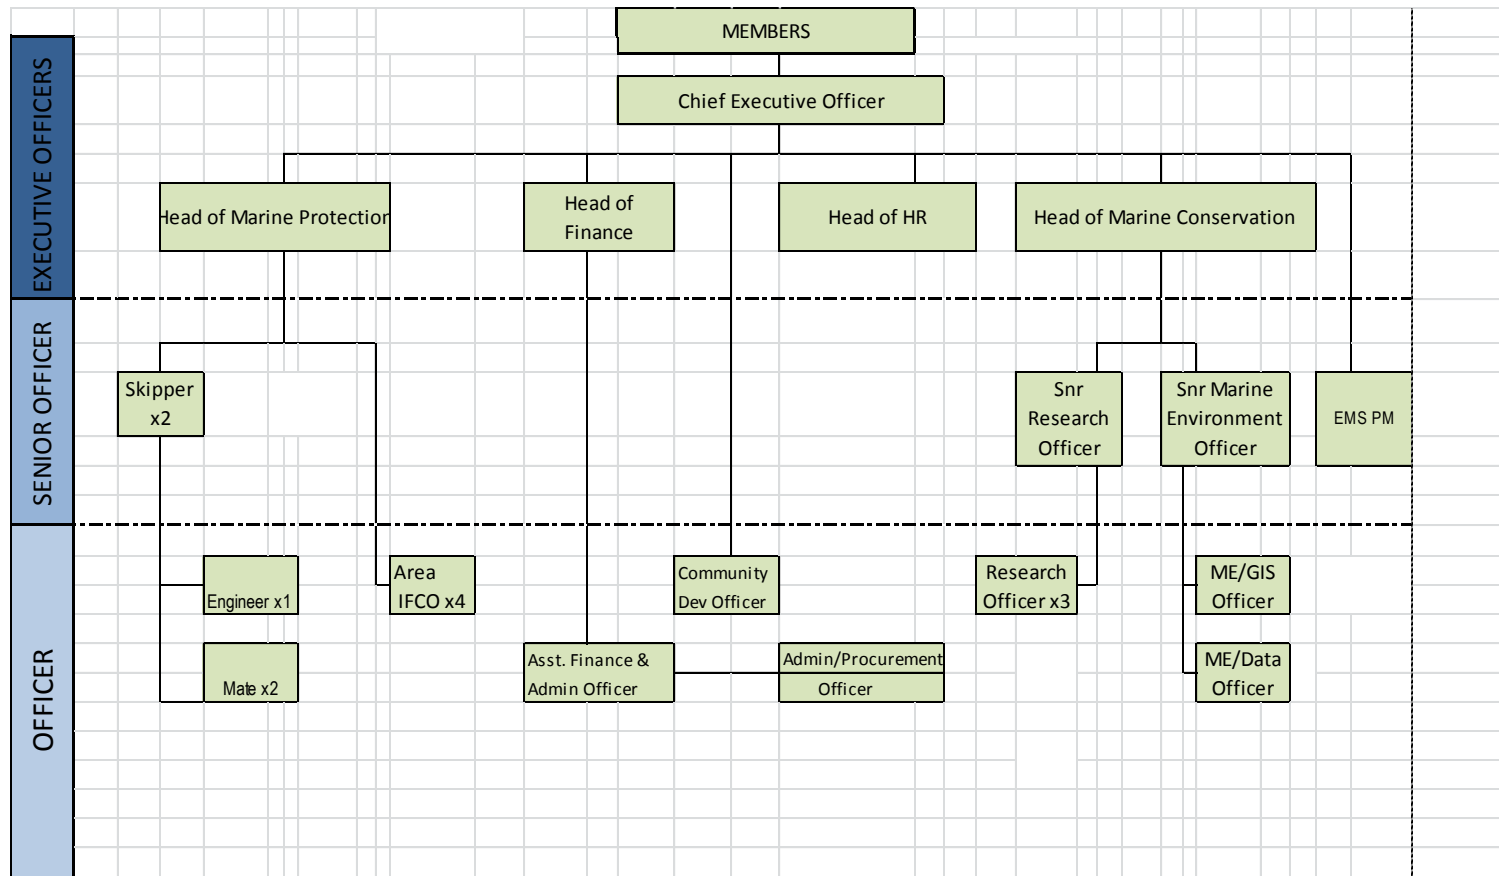 MEMBERS
Chief Executive Officer
EXECUTIVE OFFICERS
Head of Marine Protection
Head of
Finance
Head of HR
Head of Marine Conservation
SENIOR OFFICER
Skipper
x2
Snr
Research
Officer
Snr Marine
Environment
Officer
EMS PM
OFFICER
Engineer x1
Area
IFCO x4
Community
Dev Officer
Research
Officer x3
ME/GIS
Officer
Mate x2
Asst. Finance &
Admin Officer
Admin/Procurement
Officer
ME/Data
Officer